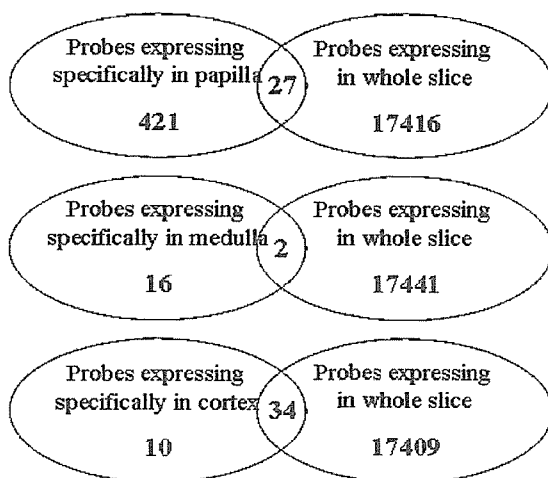 Probes expressing
specifically in papilla
421
27
Probes expressing
in whole slice
17416
Probes expressing
specifically in medulla
16
2
Probes expressing
in whole slice
17441
Probes expressing
specifically in cortex
10
34
Probes expressing
in whole slice
17409